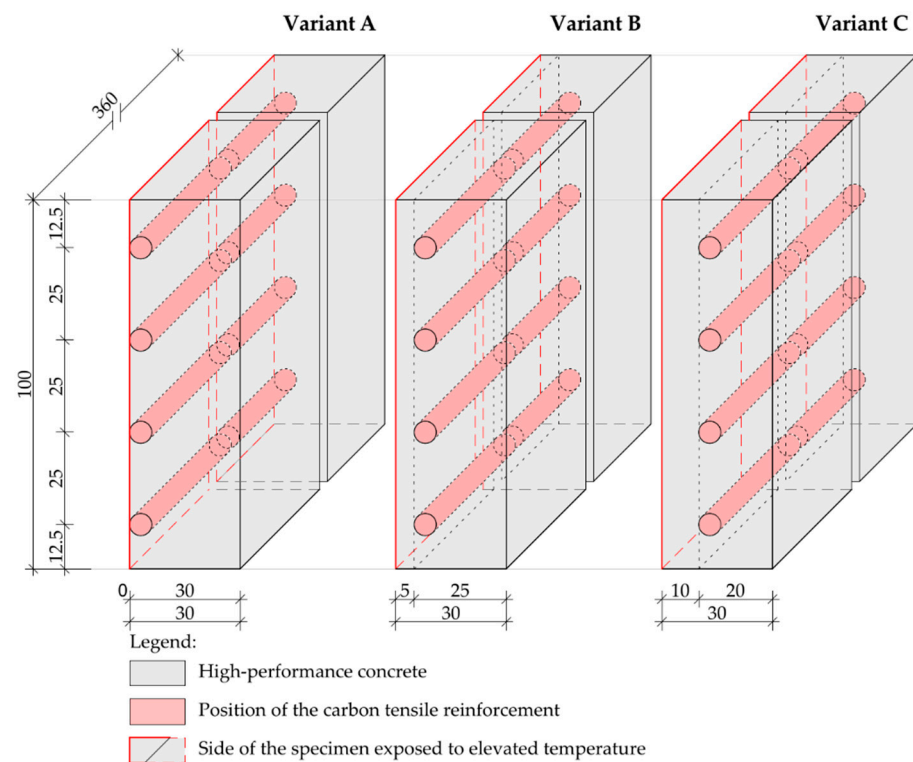 Variant A Variant B Variant C
360
12.5
25
100
25
25
12.5
0 30 5 25 10 20
30 30 30
Legend:
High-performance concrete
Position of the carbon tensile reinforcement
Side of the specimen exposed to elevated temperature